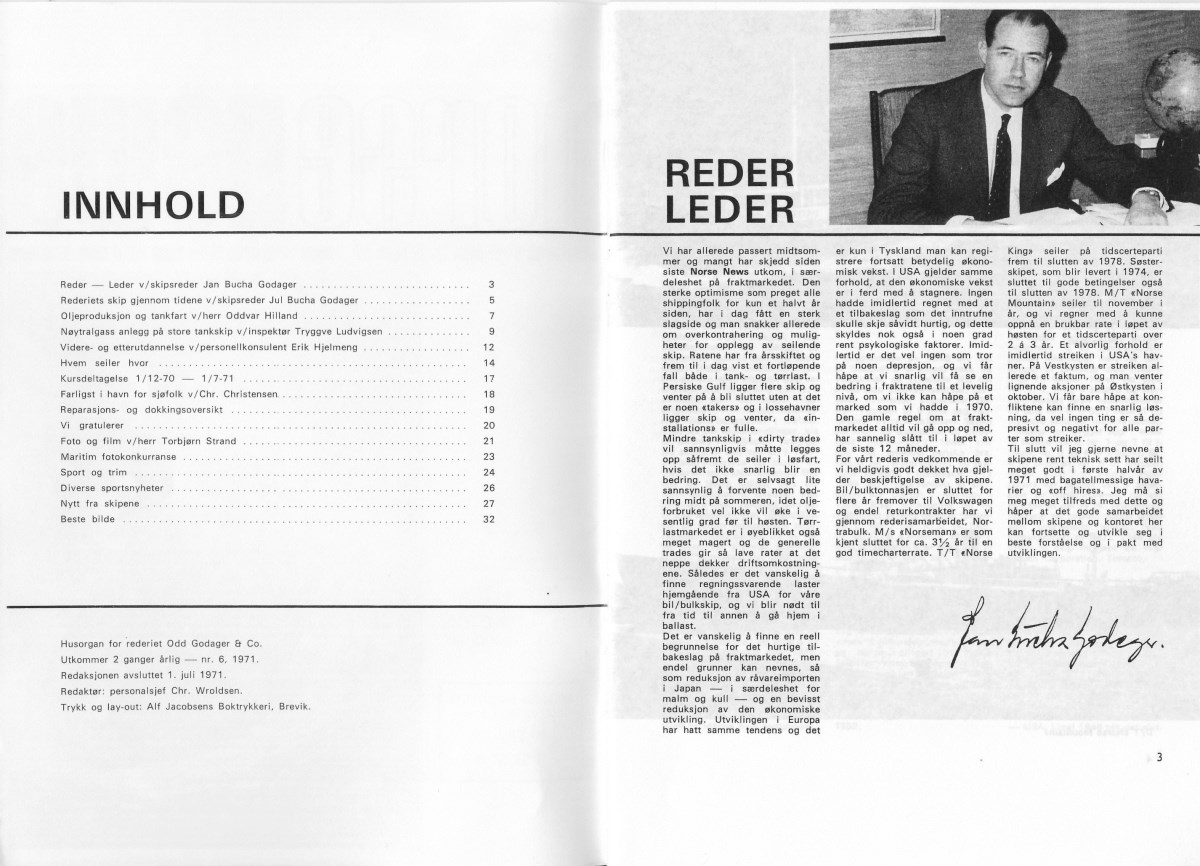 INNHOLD
Reder — Leder v/skipsreder Jan Bucha Godager 3
Rederiets skip gjennom tidene v/skipsreder Jul Bucha Godager 5
Oljeproduksjon og tankfart v/herr Oddvar Hilland 7
Nøytralgass anlegg på store tankskip v/inspektør Tryggve Ludvigsen 9
Videre- og etterutdannelse v/personellkonsulent Erik Hjelmeng 12
Hvem seiler hvor 14
Kursdeltagelse 1/12-70 — 1/7-71 17
Farligst i havn for sjøfolk v/Chr. Christensen 18
Reparasjons- og dokkingsoversikt 19
Vi gratulerer 20
Foto og film v/herr Torbjørn Strand 21
Maritim fotokonkurranse 23
Sport og trim 24
Diverse sportsnyheter 26
Nytt fra skipene 27
Beste bilde 32
Husorgan for rederiet Odd Godager & Co.
Utkommer 2 ganger årlig — nr. 6, 1971.
Redaksjonen avsluttet 1. juli 1971.
Redaktør: personalsjef Chr. Wroldsen.
Trykk og lay-out: Alf Jacobsens Boktrykkeri, Brevik.
REDER
LEDER
Vi har allerede passert midtsom-
mer og mangt har skjedd siden
siste Norse News utkom, i sær-
deleshet på fraktmarkedet. Den
sterke optimisme som preget alle
shippingfolk for kun et halvt år
siden, har i dag fått en sterk
slagside og man snakker allerede
om overkontrahering og mulig-
heter for opplegg av seilende
skip. Ratene har fra årsskiftet og
frem til i dag vist et fortløpende
fall både i tank- og tørrlast. I
Persiske Gulf ligger flere skip og
venter på å bli sluttet uten at det
er noen «takers» og i lossehavner
ligger skip og venter, da «in-
stallations» er fulle.
Mindre tankskip i «dirty trade»
vil sannsynligvis måtte legges
opp såfremt de seiler i løsfart,
hvis det ikke snarlig blir en
bedring. Det er selvsagt lite
sannsynlig å forvente noen bed-
ring midt på sommeren, idet olje-
forbruket vel ikke vil øke i ve-
sentlig grad før til høsten. Tørr-
lastmarkedet er i øyeblikket også
meget magert og de generelle
trades gir så lave rater at det
neppe dekker driftsomkostning-
ene. Således er det vanskelig å
finne regningssvarende laster
hjemgående fra USA for våre
bil/bulkskip, og vi blir nødt til
fra tid til annen å gå hjem i
ballast.
Det er vanskelig å finne en reell
begrunnelse for det hurtige til-
bakeslag på fraktmarkedet, men
endel grunner kan nevnes, så
som reduksjon av råvareimporten
i Japan — i særdeleshet for
malm og kull — og en bevisst
reduksjon av den økonomiske
utvikling. Utviklingen i Europa
har hatt samme tendens og det
er kun i Tyskland man kan regi-
strere fortsatt betydelig økono-
misk vekst. I USA gjelder samme
forhold, at den økonomiske vekst
er i ferd med å stagnere. Ingen
hadde imidlertid regnet med at
et tilbakeslag som det inntrufne
skulle skje såvidt hurtig, og dette
skyldes nok også i noen grad
rent psykologiske faktorer. Imid-
lertid er det vel ingen som tror
på noen depresjon, og vi får
håpe at vi snarlig vil få se en
bedring i fraktratene til et levelig
nivå, om vi ikke kan håpe på et
marked som vi hadde i 1970.
Den gamle regel om at frakt-
markedet alltid vil gå opp og ned,
har sannelig slått til i løpet av
de siste 12 måneder.
For vårt rederis vedkommende er
vi heldigvis godt dekket hva gjel-
der beskjeftigelse av skipene.
Bil/bulktonnasjen er sluttet for
flere år fremover til Volkswagen
og endel returkontrakter har vi
gjennom rederisamarbeidet, Nor-
trabulk. M/s «Norseman» er som
kjent sluttet for ca. 3½ år til en
god timecharterrate. T/T «Norse
King» seiler på tidscerteparti
frem til slutten av 1978. Søster-
skipet, som blir levert i 1974, er
sluttet til gode betingelser også
til slutten av 1978. M/T «Norse
Mountain» seiler til november i
år, og vi regner med å kunne
oppnå en brukbar rate i løpet av
høsten for et tidscerteparti over
2 á 3 år. Et alvorlig forhold er
imidlertid streiken i USA's hav-
ner. På Vestkysten er streiken al-
lerede et faktum, og man venter
lignende aksjoner på Østkysten i
oktober. Vi får bare håpe at kon-
fliktene kan finne en snarlig løs-
ning, da vel ingen ting er så de-
presivt og negativt for alle par-
ter som streiker.
Til slutt vil jeg gjerne nevne at
skipene rent teknisk sett har seilt
meget godt i første halvår av
1971 med bagatellmessige hava-
rier og «off hires». Jeg må si
meg meget tilfreds med dette og
håper at det gode samarbeidet
mellom skipene og kontoret her
kan fortsette og utvikle seg i
beste forståelse og i pakt med
utviklingen.
Jan Bucha Godager.
3